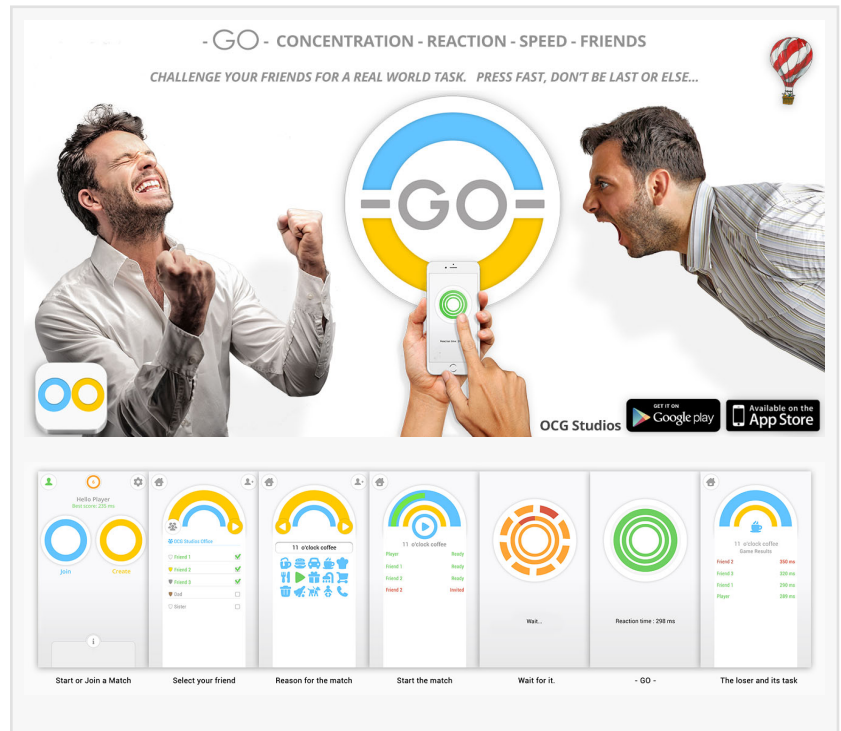 - GO - CONCENTRATION - REACTION - SPEED - FRIENDS
CHALLENGE YOUR FRIENDS FOR A REAL WORLD TASK. PRESS FAST, DON'T BE LAST OR ELSE...
=GO=
OCG Studios
GET IT ON
Google play
Available on the
App Store
Hello Player
Join
Create
Start or Join a Match
OCG Studios Office
Friend 1
Friend 2
Friend 3
Dad
Sister
Select your friend
11 o'clock coffee
Reason for the match
11 o'clock coffee
Player Ready
Friend 1 Ready
Friend 3 Ready
Friend 2 Invited
Start the match
Wait...
Wait for it.
Reaction time : 298 ms
- GO -
11 o'clock coffee
Game Results
Friend 2 350 ms
Friend 3 320 ms
Friend 1 298 ms
Player 289 ms
The loser and its task